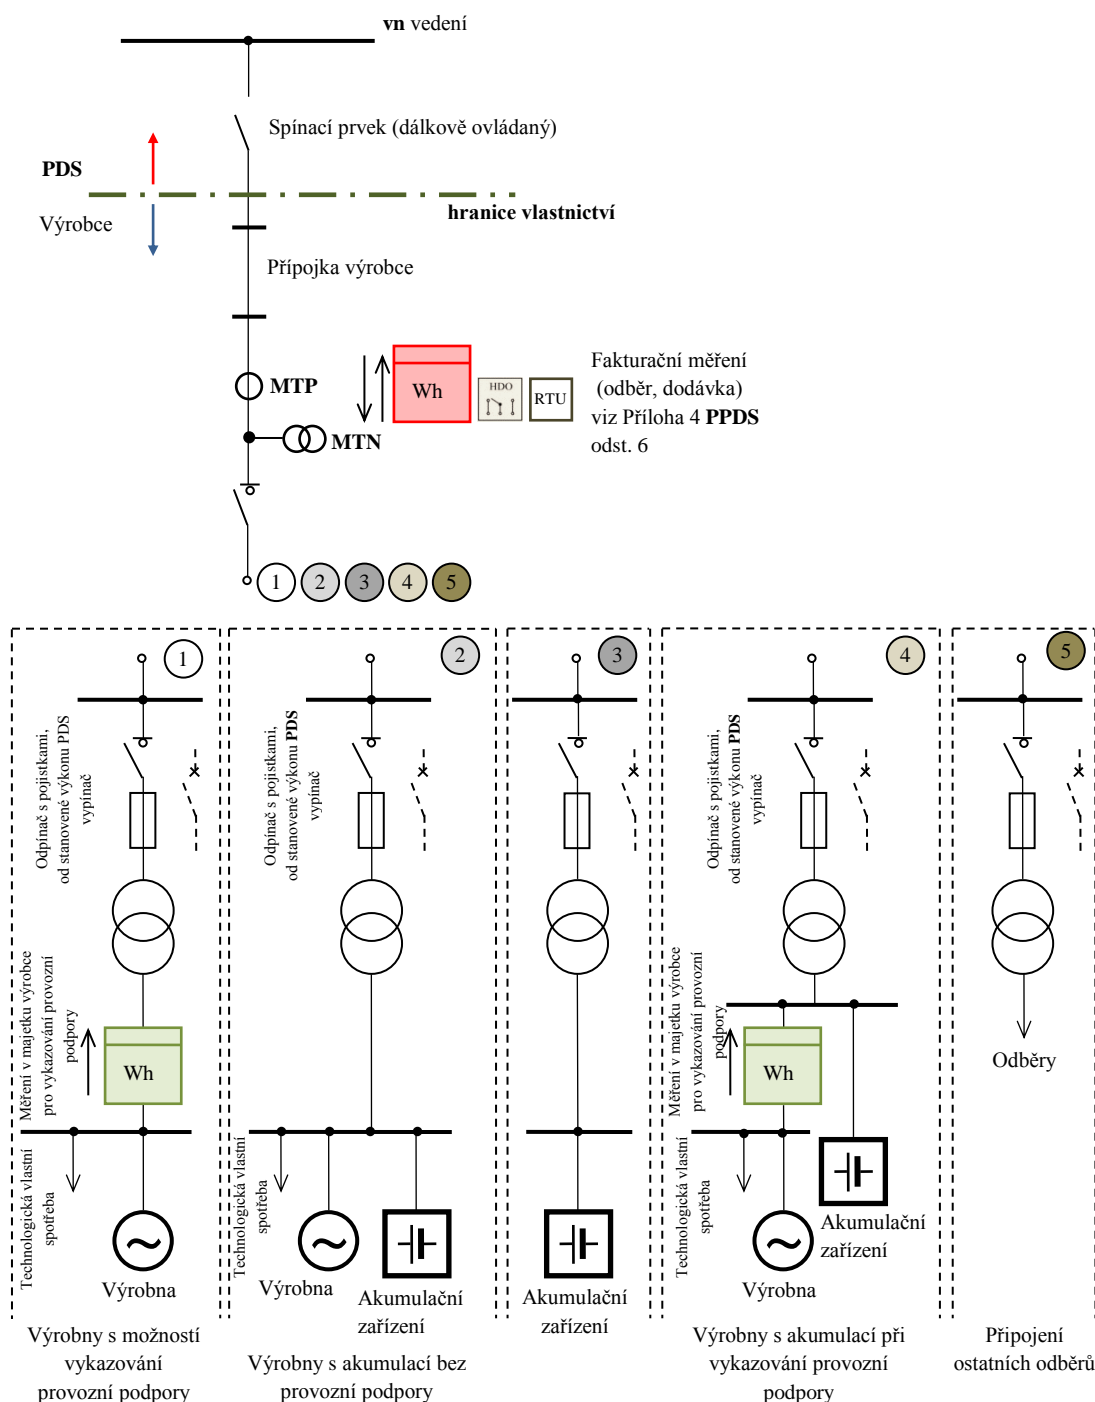 vn vedení
Spínací prvek (dálkově ovládaný)
PDS
hranice vlastnictví
Výrobce
Přípojka výrobce
MTP
Wh
HDO
RTU
Fakturační měření
(odběr, dodávka)
viz Příloha 4 PPDS
odst. 6
MTN
1
2
3
4
5
1
Odpínač s pojistkami,
od stanovené výkonu PDS
vypínač
Měření v majetku výrobce
pro vykazování provozní
podpory
Wh
Technologická vlastní
spotřeba
Výrobna
Výrobny s možností
vykazování
provozní podpory
2
Odpínač s pojistkami,
od stanovené výkonu PDS
vypínač
Technologická vlastní
spotřeba
Výrobna
Akumulační
zařízení
Výrobny s akumulací bez
provozní podpory
3
Akumulační
zařízení
4
Odpínač s pojistkami,
od stanovené výkonu PDS
vypínač
Měření v majetku výrobce
pro vykazování provozní
podpory
Wh
Technologická vlastní
spotřeba
Výrobna
Akumulační
zařízení
Výrobny s akumulací při
vykazování provozní
podpory
5
Odběry
Připojení
ostatních odběrů